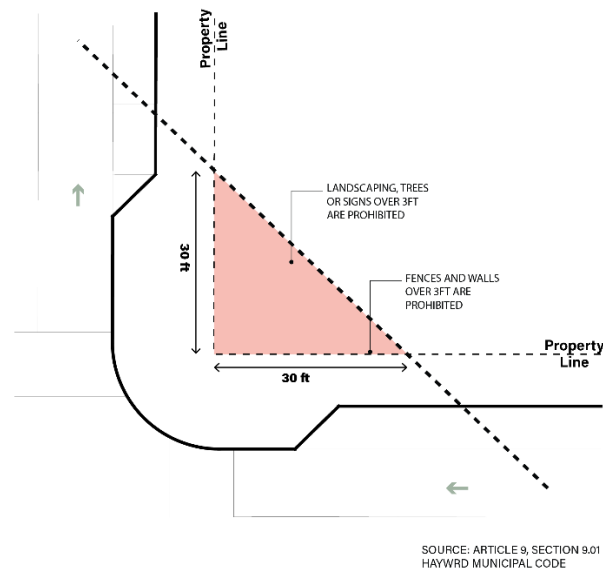 Property
Line
LANDSCAPING, TREES
OR SIGNS OVER 3FT
ARE PROHIBITED
30 ft
FENCES AND WALLS
OVER 3FT ARE
PROHIBITED
Property
Line
30 ft
SOURCE: ARTICLE 9, SECTION 9.01
HAYWRD MUNICIPAL CODE